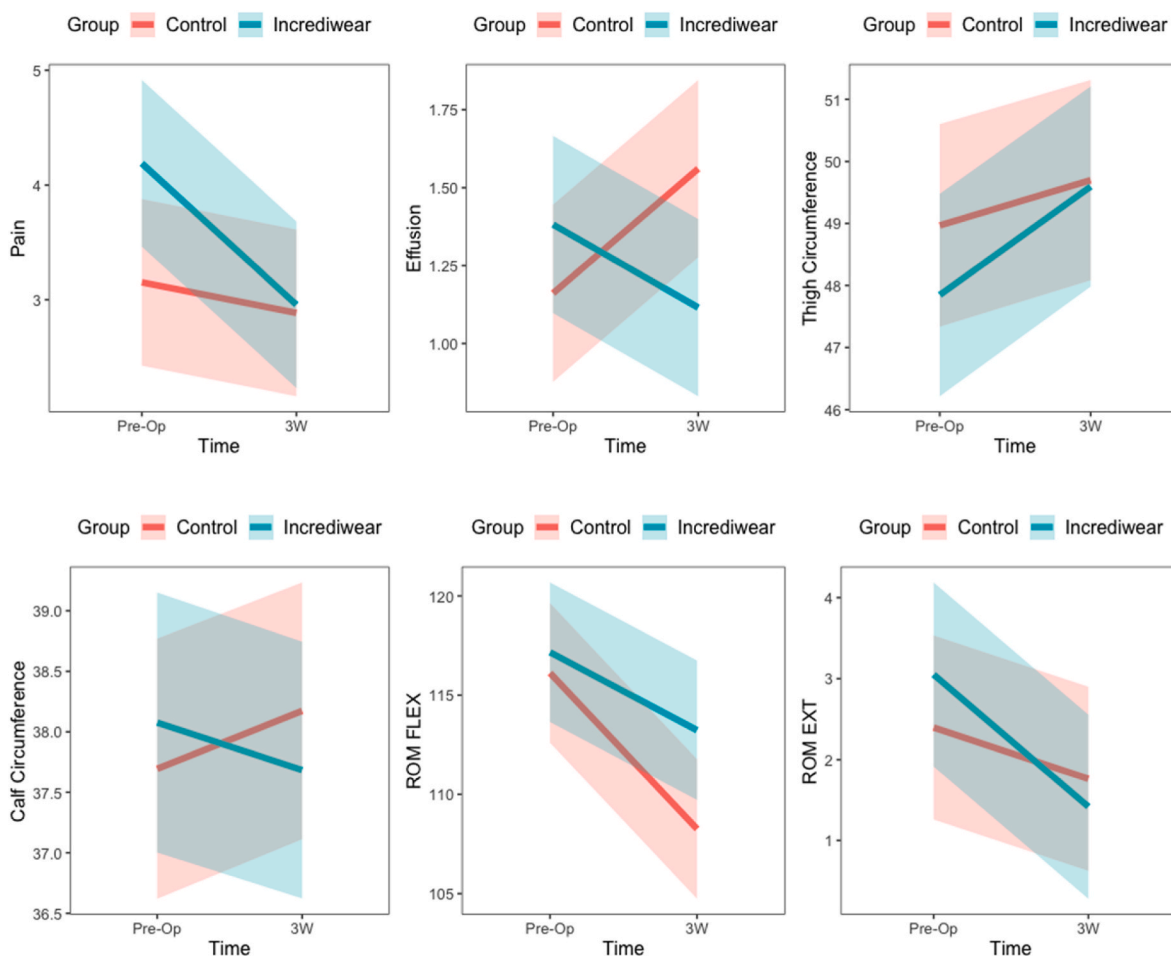 Group Control Incrediwear
Group Control Incrediwear
Group Control Incrediwear
Pain
5
4
3
Pre-Op 3W
Time
Effusion
1.75
1.50
1.25
1.00
Pre-Op 3W
Time
Thigh Circumference
51
50
49
48
47
46
Pre-Op 3W
Time
Group Control Incrediwear
Group Control Incrediwear
Group Control Incrediwear
Calf Circumference
39.0
38.5
38.0
37.5
37.0
36.5
Pre-Op 3W
Time
ROM FLEX
120
115
110
105
Pre-Op 3W
Time
ROM EXT
4
3
2
1
Pre-Op 3W
Time